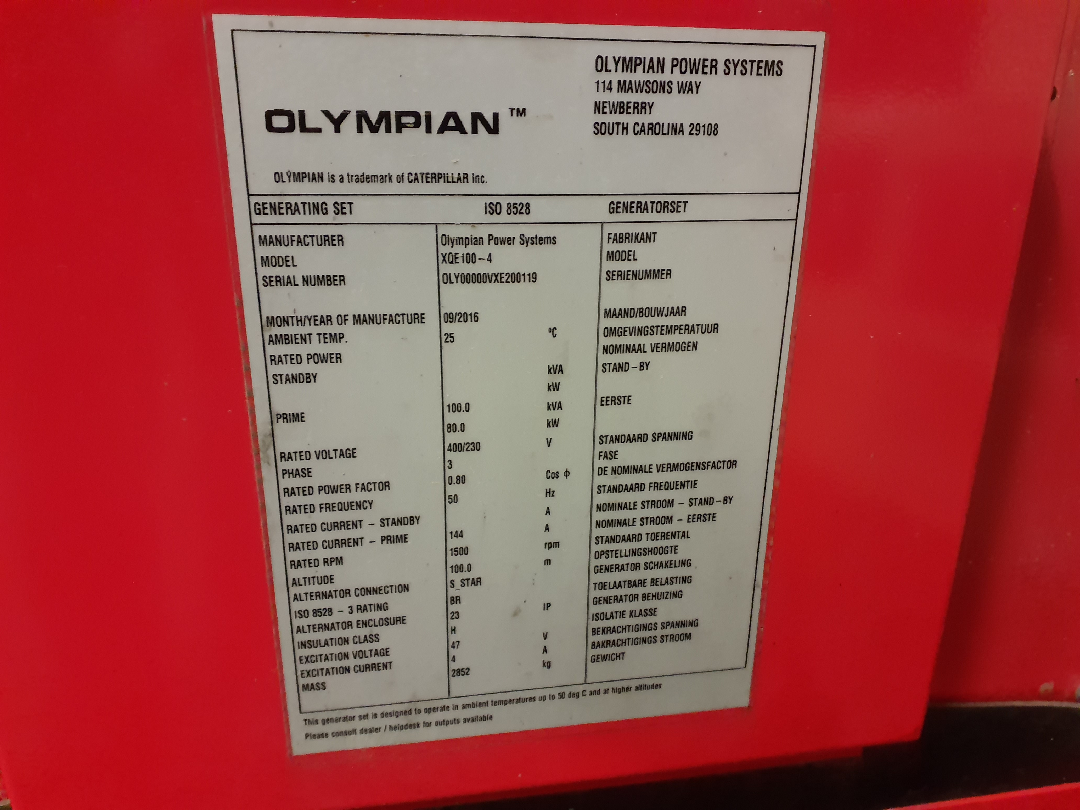 OLYMPIAN POWER SYSTEMS
114 MAWSONS WAY
NEWBERRY
SOUTH CAROLINA 29108
OLYMPIAN ™
OLYMPIAN is a trademark of CATERPILLAR Inc.
GENERATING SET ISO 8528 GENERATORSET
MANUFACTURER Olympian Power Systems FABRIKANT
MODEL XQE100-4 MODEL
SERIAL NUMBER OLY00000VXE200119 SERIENUMMER
MONTH/YEAR OF MANUFACTURE 09/2016 MAAND/BOUWJAAR
AMBIENT TEMP. 25 ºC OMGEVINGSTEMPERATUUR
RATED POWER NOMINAAL VERMOGEN
STANDBY kVA STAND-BY
kW
PRIME 100.0 kVA EERSTE
80.0 kW
RATED VOLTAGE 400/230 V STANDAARD SPANNING
PHASE 3 FASE
RATED POWER FACTOR 0.80 Cos ϕ DE NOMINALE VERMOGENSFACTOR
RATED FREQUENCY 50 Hz STANDAARD FREQUENTIE
RATED CURRENT - STANDBY A NOMINALE STROOM - STAND-BY
RATED CURRENT - PRIME 144 A NOMINALE STROOM - EERSTE
RATED RPM 1500 rpm STANDAARD TOERENTAL
ALTITUDE 100.0 m OPSTELLINGSHOOGTE
ALTERNATOR CONNECTION S_STAR GENERATOR SCHAKELING
ISO 8528 - 3 RATING BR TOELAATBARE BELASTING
ALTERNATOR ENCLOSURE 23 IP GENERATOR BEHUIZING
INSULATION CLASS H ISOLATIE KLASSE
EXCITATION VOLTAGE 47 V BEKRACHTIGINGS SPANNING
EXCITATION CURRENT 4 A BAKRACHTIGINGS STROOM
MASS 2852 kg GEWICHT
This generator set is designed to operate in ambient temperatures up to 50 deg C and at higher altitudes
Please consult dealer / helpdesk for outputs available